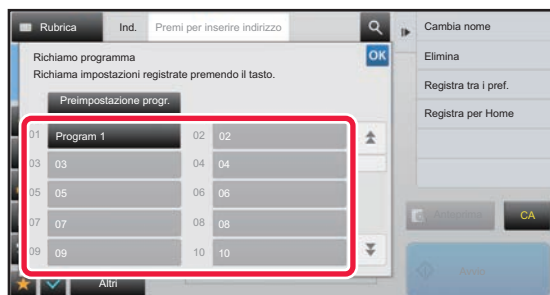 Rubrica
Ind.
Premi per inserire indirizzo
Richiamo programma
OK
Richiama impostazioni registrate premendo il tasto.
Preimpostazione progr.
01 Program 1
02 02
03 03
04 04
05 05
06 06
07 07
08 08
09 09
10 10
Altri
Cambia nome
Elimina
Registra tra i pref.
Registra per Home
Anteprima
CA
Avvio